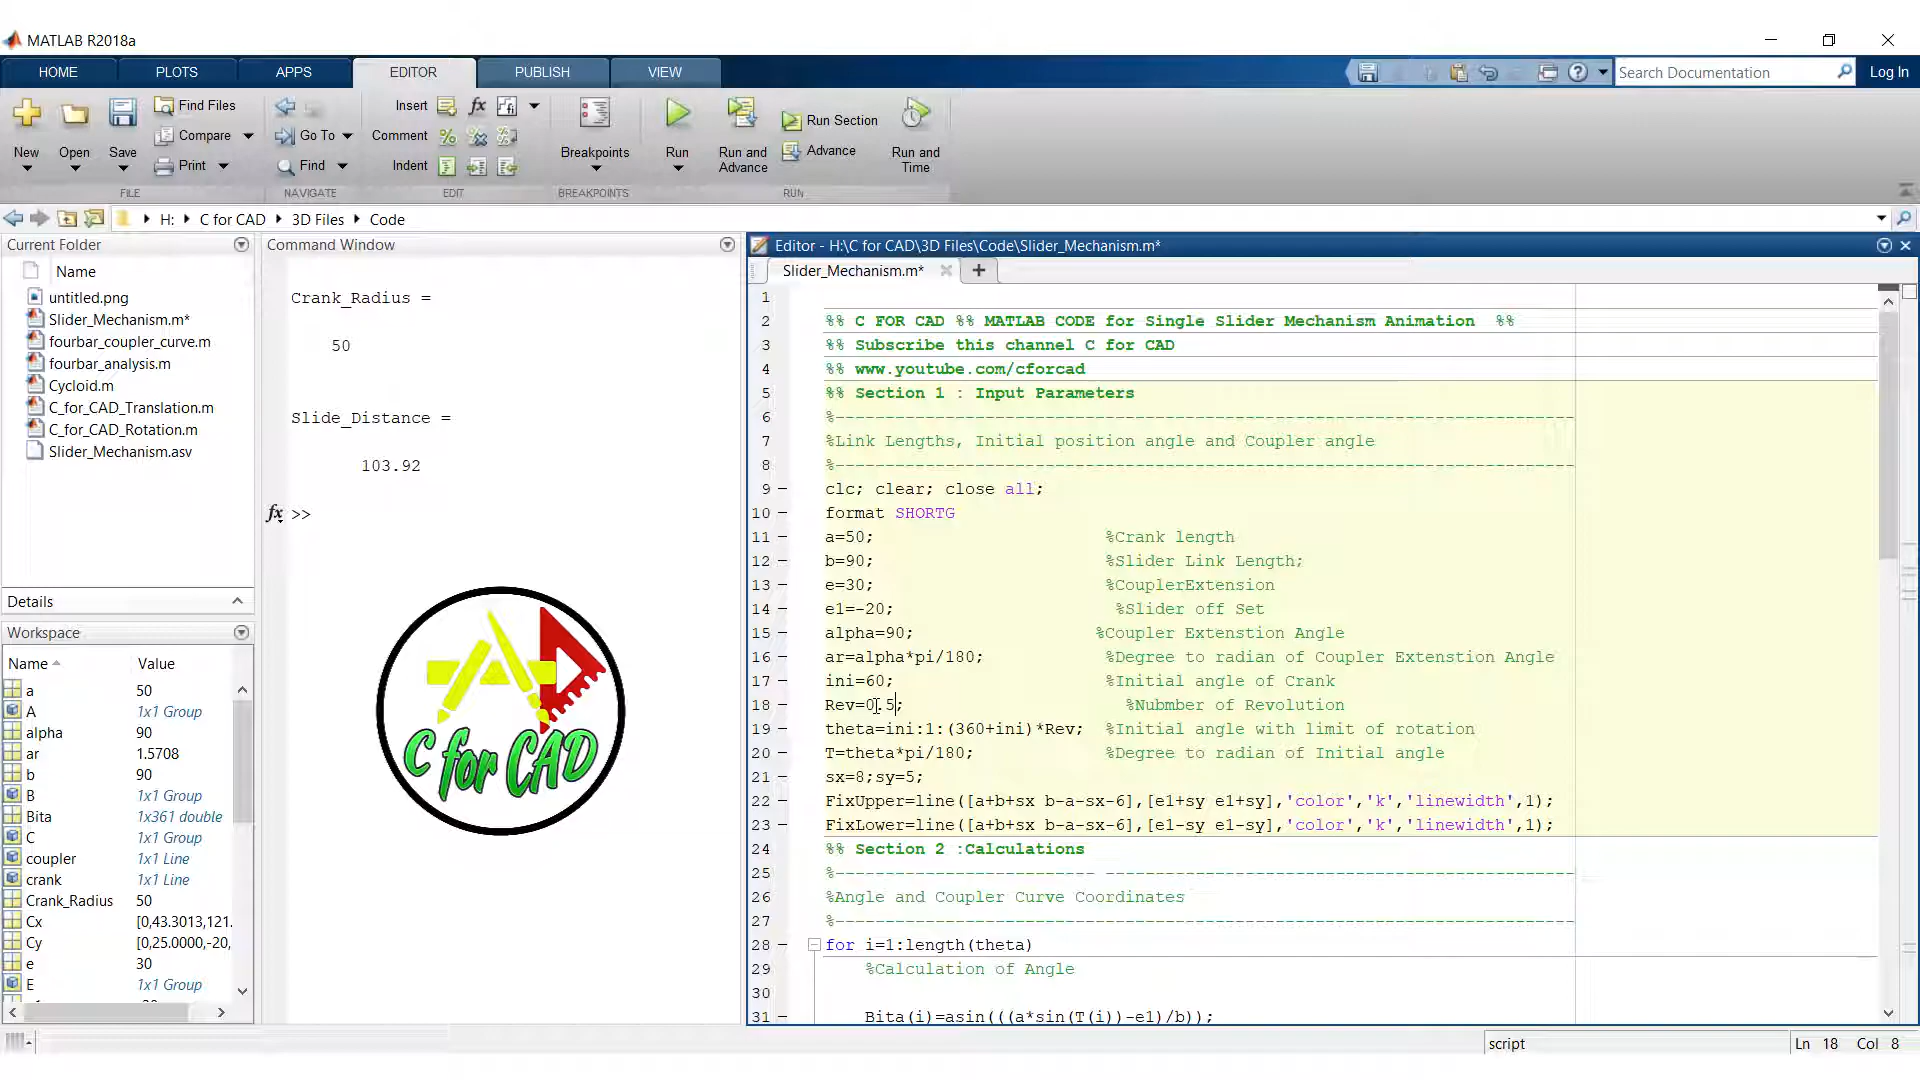 MATLAB R2018a
HOME PLOTS APPS EDITOR PUBLISH VIEW Search Documentation Log In
New Open Save Find Files Compare Print Go To Find Insert Comment Indent Breakpoints Run Run and Advance Run Section Advance Run and Time
FILE NAVIGATE EDIT BREAKPOINTS RUN
H: C for CAD 3D Files Code
Current Folder
Name
untitled.png
Slider_Mechanism.m*
fourbar_coupler_curve.m
fourbar_analysis.m
Cycloid.m
C_for_CAD_Translation.m
C_for_CAD_Rotation.m
Slider_Mechanism.asv
Details
Workspace
Name Value
a 50
A 1x1 Group
alpha 90
ar 1.5708
b 90
B 1x1 Group
Bita 1x361 double
C 1x1 Group
coupler 1x1 Line
crank 1x1 Line
Crank_Radius 50
Cx [0,43.3013,121.
Cy [0,25.0000,-20,
e 30
E 1x1 Group
Command Window
Crank_Radius =
50
Slide_Distance =
103.92
fx >>
C for CAD
Editor - H:\C for CAD\3D Files\Code\Slider_Mechanism.m*
Slider_Mechanism.m*
1
2 %% C FOR CAD %% MATLAB CODE for Single Slider Mechanism Animation %%
3 %% Subscribe this channel C for CAD
4 %% www.youtube.com/cforcad
5 %% Section 1 : Input Parameters
6 %--------------------------------------------------------------------------
7 %Link Lengths, Initial position angle and Coupler angle
8 %--------------------------------------------------------------------------
9 - clc; clear; close all;
10 - format SHORTG
11 - a=50; %Crank length
12 - b=90; %Slider Link Length;
13 - e=30; %CouplerExtension
14 - e1=-20; %Slider off Set
15 - alpha=90; %Coupler Extenstion Angle
16 - ar=alpha*pi/180; %Degree to radian of Coupler Extenstion Angle
17 - ini=60; %Initial angle of Crank
18 - Rev=0.5; %Nubmber of Revolution
19 - theta=ini:1:(360+ini)*Rev; %Initial angle with limit of rotation
20 - T=theta*pi/180; %Degree to radian of Initial angle
21 - sx=8;sy=5;
22 - FixUpper=line([a+b+sx b-a-sx-6],[e1+sy e1+sy],'color','k','linewidth',1);
23 - FixLower=line([a+b+sx b-a-sx-6],[e1-sy e1-sy],'color','k','linewidth',1);
24 %% Section 2 :Calculations
25 %-------------------------- -----------------------------------------------
26 %Angle and Coupler Curve Coordinates
27 %--------------------------------------------------------------------------
28 - for i=1:length(theta)
29 %Calculation of Angle
30
31 - Bita(i)=asin(((a*sin(T(i))-e1)/b));
script Ln 18 Col 8